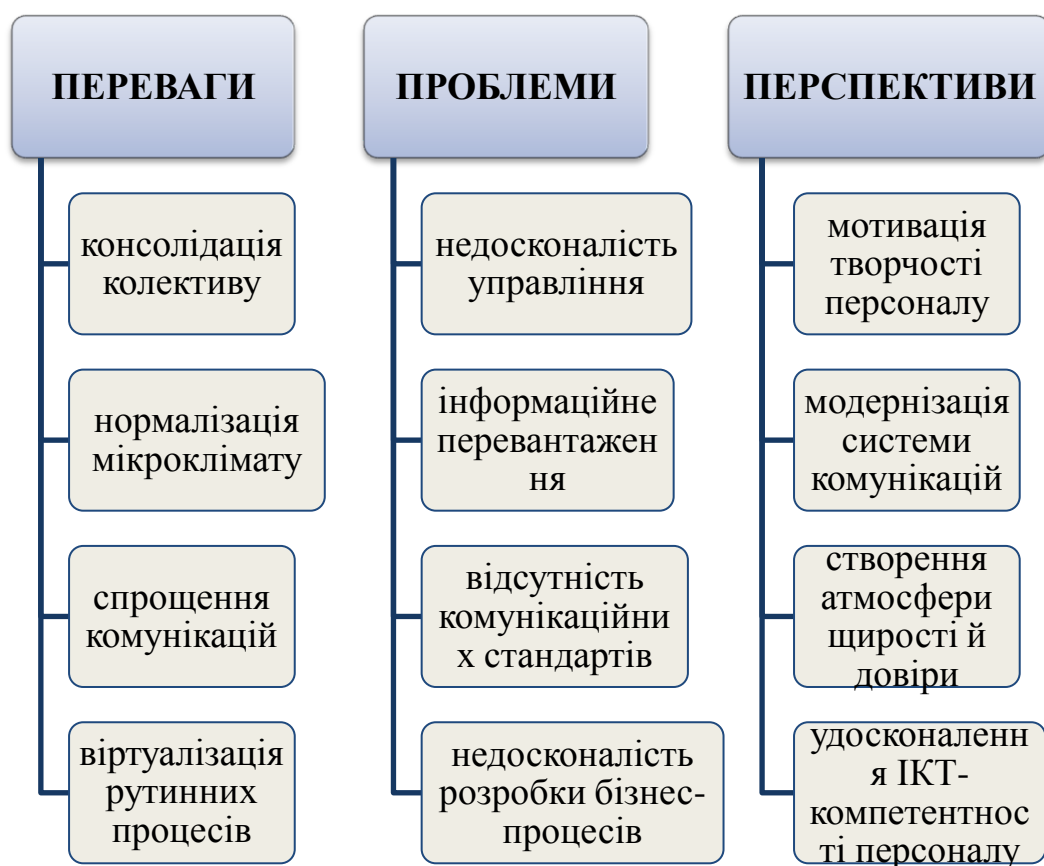 ПЕРЕВАГИ
консолідація
колективу
нормалізація
мікроклімату
спрощення
комунікацій
віртуалізація
рутинних
процесів
ПРОБЛЕМИ
недосконалість
управління
інформаційне
перевантажен
ня
відсутність
комунікаційни
х стандартів
недосконалість
розробки бізнес-
процесів
ПЕРСПЕКТИВИ
мотивація
творчості
персоналу
модернізація
системи
комунікацій
створення
атмосфери
щирості й
довіри
удосконаленн
я ІКТ-
компетентнос
ті персоналу